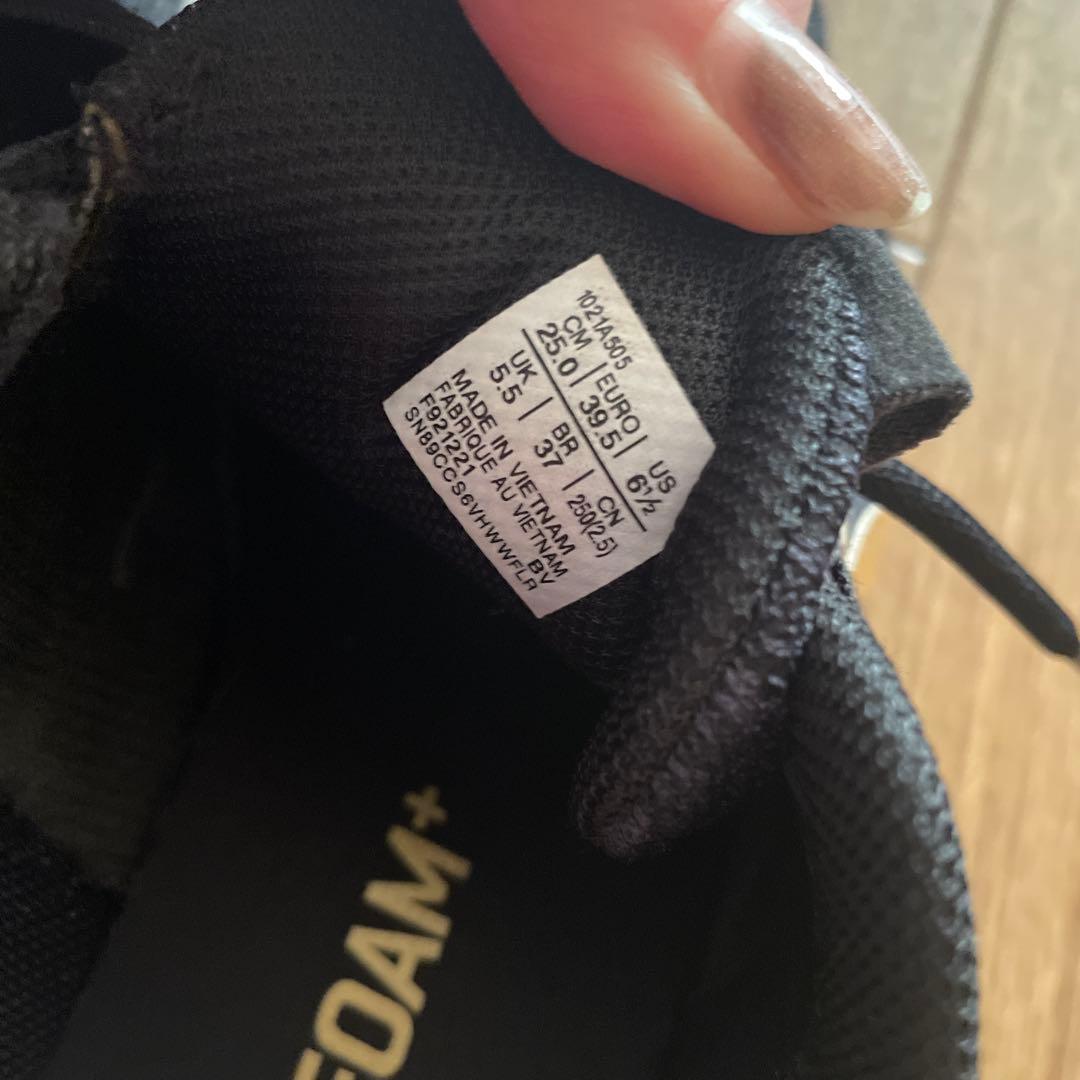 1021A505
CM | EURO | US
25.0 | 39.5 | 6½
UK | BR | CN
5.5 | 37 | 250(2.5)
MADE IN VIETNAM
FABRIQUE AU VIETNAM
F921221 BV
SN89CCS6VHWWFLR
FOAM+